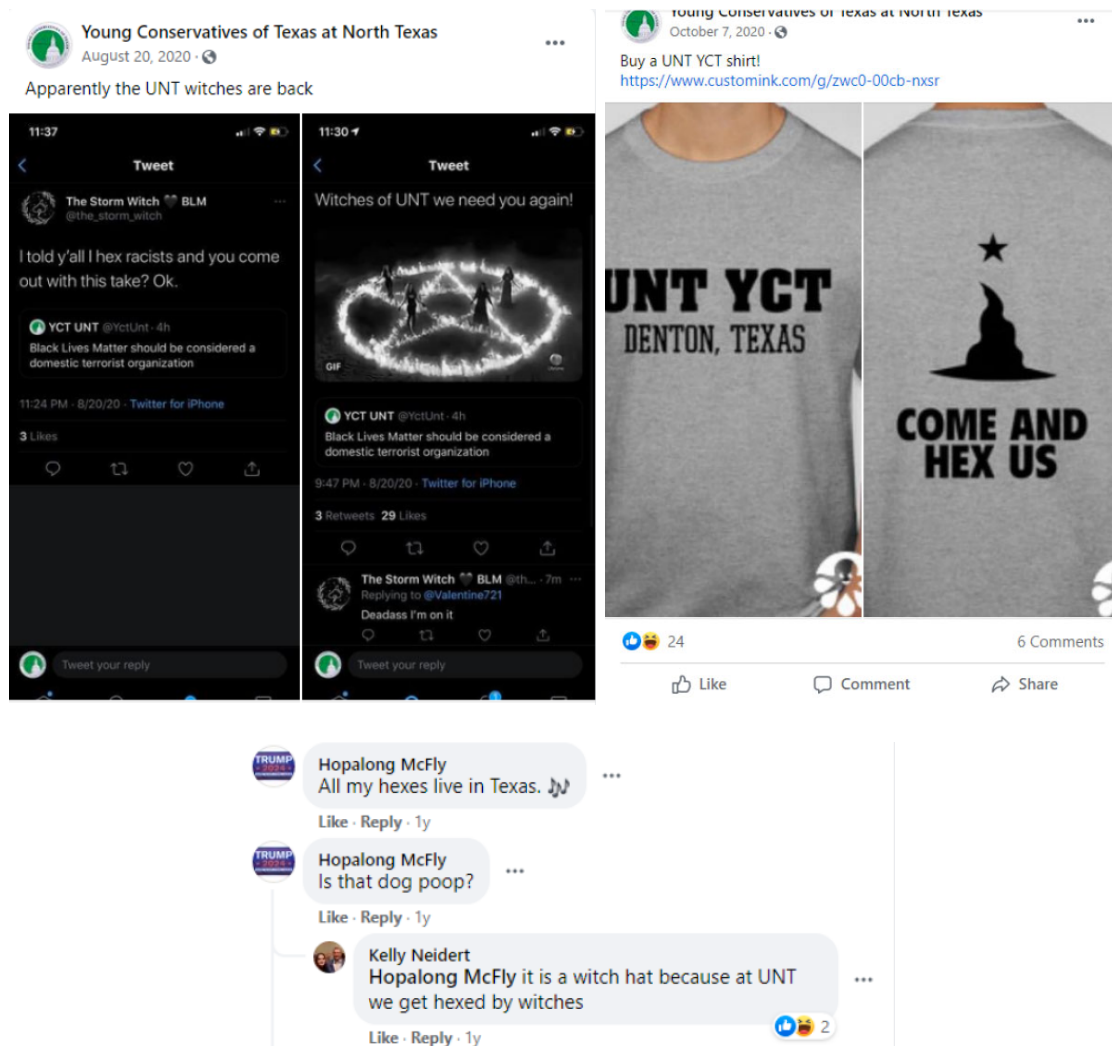 Young Conservatives of Texas at North Texas
August 20, 2020 ·
Apparently the UNT witches are back
11:37
Tweet
The Storm Witch 🖤 BLM
@the_storm_witch
I told y'all I hex racists and you come
out with this take? Ok.
YCT UNT @YctUnt · 4h
Black Lives Matter should be considered a
domestic terrorist organization
11:24 PM · 8/20/20 · Twitter for iPhone
3 Likes
Tweet your reply
11:30
Tweet
Witches of UNT we need you again!
GIF
YCT UNT @YctUnt · 4h
Black Lives Matter should be considered a
domestic terrorist organization
9:47 PM · 8/20/20 · Twitter for iPhone
3 Retweets 29 Likes
The Storm Witch 🖤 BLM @th... · 7m
Replying to @Valentine721
Deadass I'm on it
Tweet your reply
Young Conservatives of Texas at North Texas
October 7, 2020 ·
Buy a UNT YCT shirt!
https://www.customink.com/g/zwc0-00cb-nxsr
UNT YCT
DENTON, TEXAS
COME AND
HEX US
24
6 Comments
Like
Comment
Share
TRUMP
2024
Hopalong McFly
All my hexes live in Texas. 🎶
Like · Reply · 1y
TRUMP
2024
Hopalong McFly
Is that dog poop?
Like · Reply · 1y
Kelly Neidert
Hopalong McFly it is a witch hat because at UNT
we get hexed by witches
2
Like · Reply · 1y